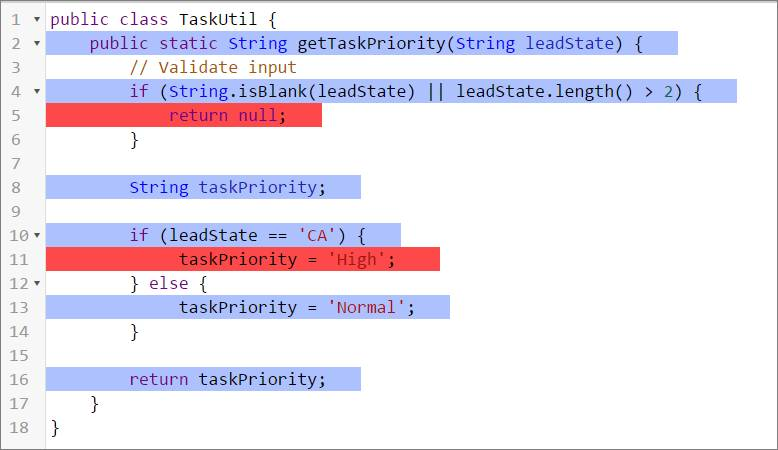 1 public class TaskUtil {
2 public static String getTaskPriority(String leadState) {
3 // Validate input
4 if (String.isBlank(leadState) || leadState.length() > 2) {
5 return null;
6 }
7
8 String taskPriority;
9
10 if (leadState == 'CA') {
11 taskPriority = 'High';
12 } else {
13 taskPriority = 'Normal';
14 }
15
16 return taskPriority;
17 }
18 }